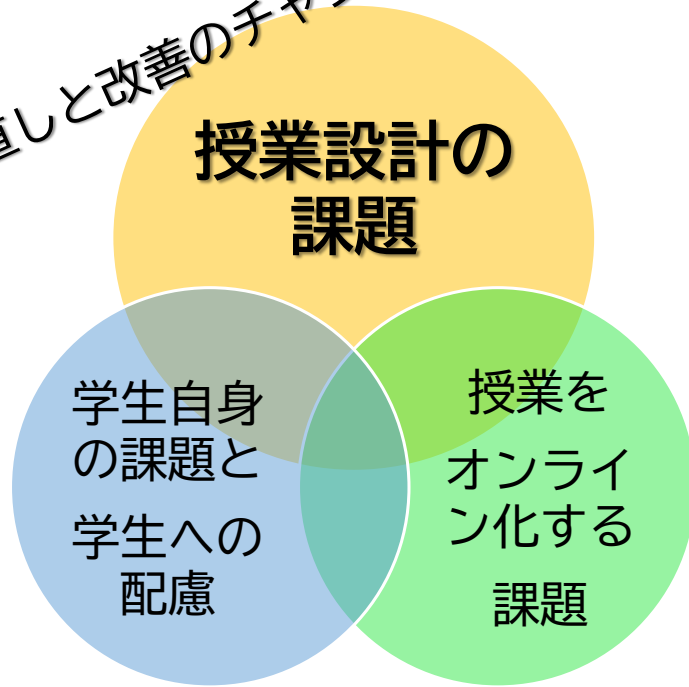 直しと改善のチャン
授業設計の
課題
学生自身
の課題と
学生への
配慮
授業を
オンライ
ン化する
課題